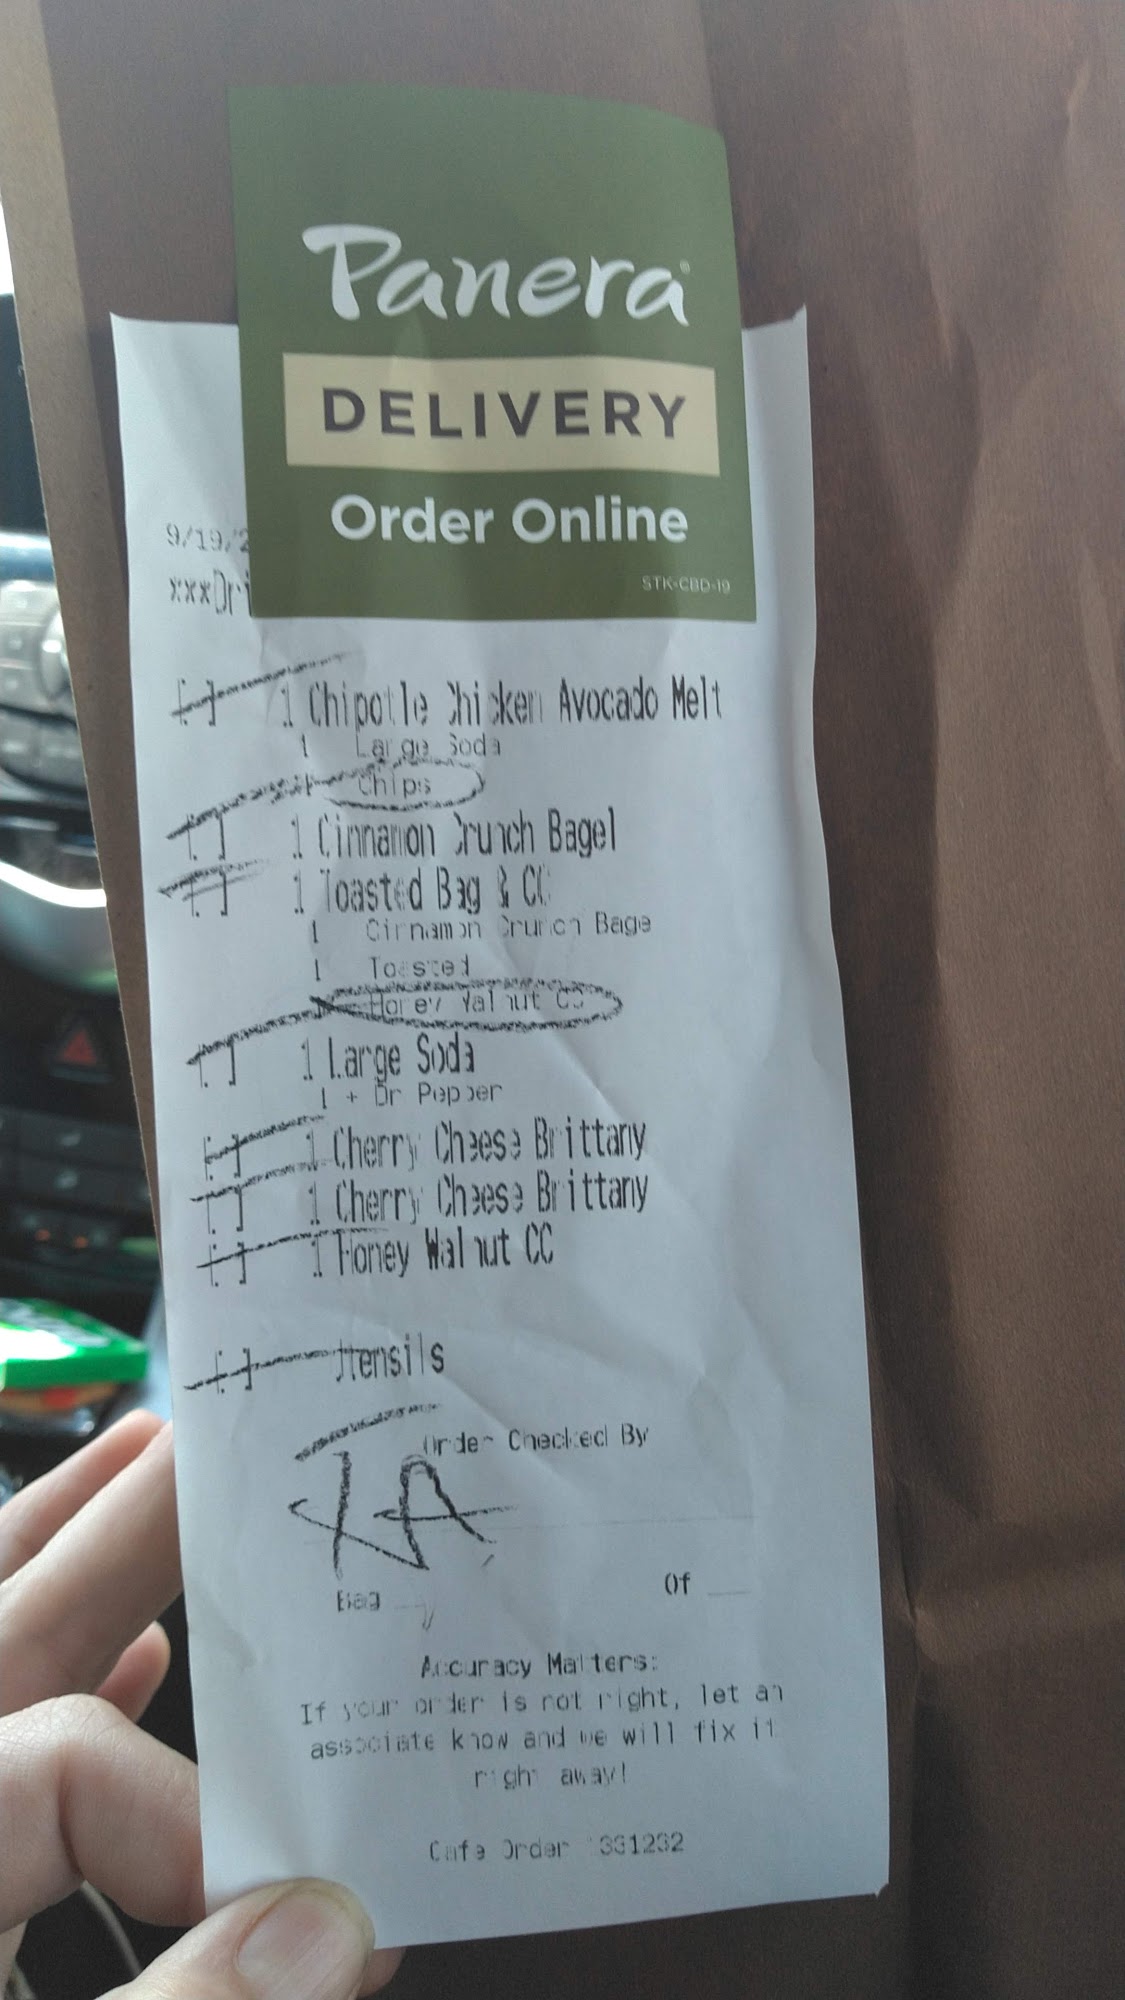 Panera®
DELIVERY
Order Online
STK-CBD-19
9/19/2
***Dri
[ ] 1 Chipotle Chicken Avocado Melt
1 Large Soda
1 Chips
[ ] 1 Cinnamon Crunch Bagel
[ ] 1 Toasted Bag & CC
1 Cinnamon Crunch Bage
1 Toasted
Honey Walnut CC
[ ] 1 Large Soda
1 + Dr Pepper
[ ] 1 Cherry Cheese Brittany
[ ] 1 Cherry Cheese Brittany
[ ] 1 Honey Walnut CC
[ ] Utensils
Order Checked By
Bag ___ Of ___
Accuracy Matters:
If your order is not right, let an
associate know and we will fix it
right away!
Cafe Order 331232